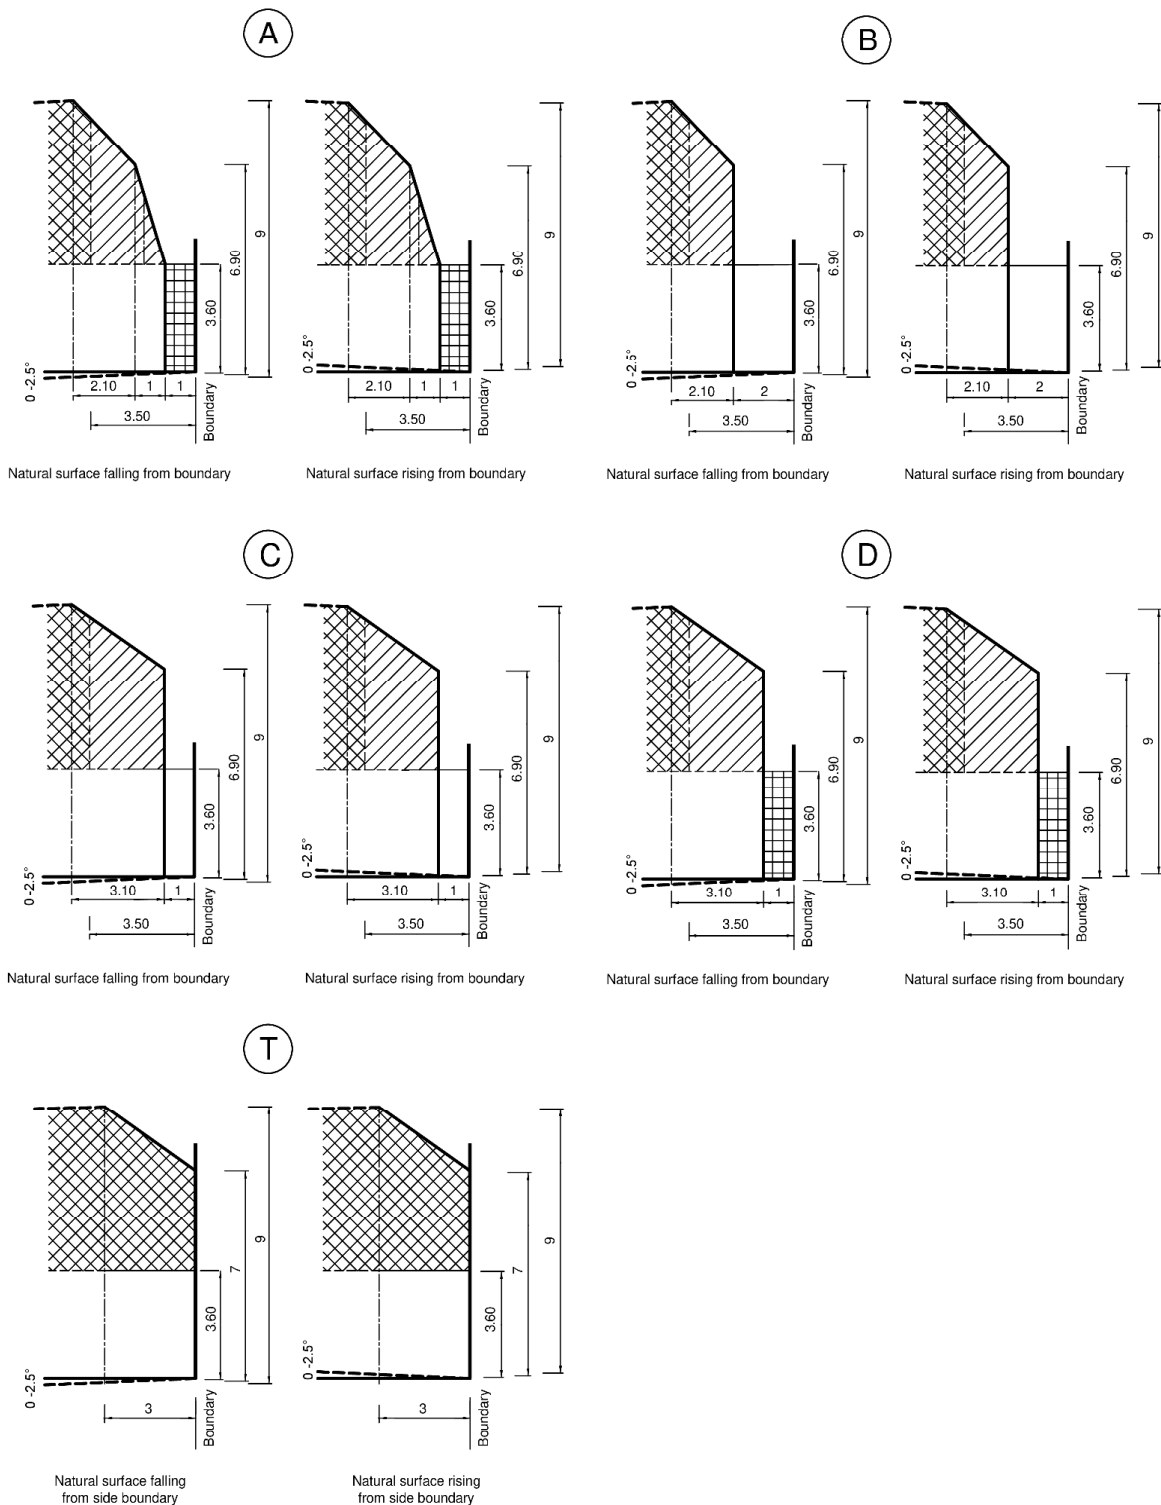 A
B
9
6.90
3.60
0 -2.5°
2.10
1
1
3.50
Boundary
Natural surface falling from boundary
9
6.90
3.60
0 -2.5°
2.10
1
1
3.50
Boundary
Natural surface rising from boundary
9
6.90
3.60
0 -2.5°
2.10
2
3.50
Boundary
Natural surface falling from boundary
9
6.90
3.60
0 -2.5°
2.10
2
3.50
Boundary
Natural surface rising from boundary
C
D
9
6.90
3.60
0 -2.5°
3.10
1
3.50
Boundary
Natural surface falling from boundary
9
6.90
3.60
0 -2.5°
3.10
1
3.50
Boundary
Natural surface rising from boundary
9
6.90
3.60
0 -2.5°
3.10
1
3.50
Boundary
Natural surface falling from boundary
9
6.90
3.60
0 -2.5°
3.10
1
3.50
Boundary
Natural surface rising from boundary
T
9
7
3.60
0 -2.5°
3
Boundary
Natural surface falling
from side boundary
9
7
3.60
0 -2.5°
3
Boundary
Natural surface rising
from side boundary